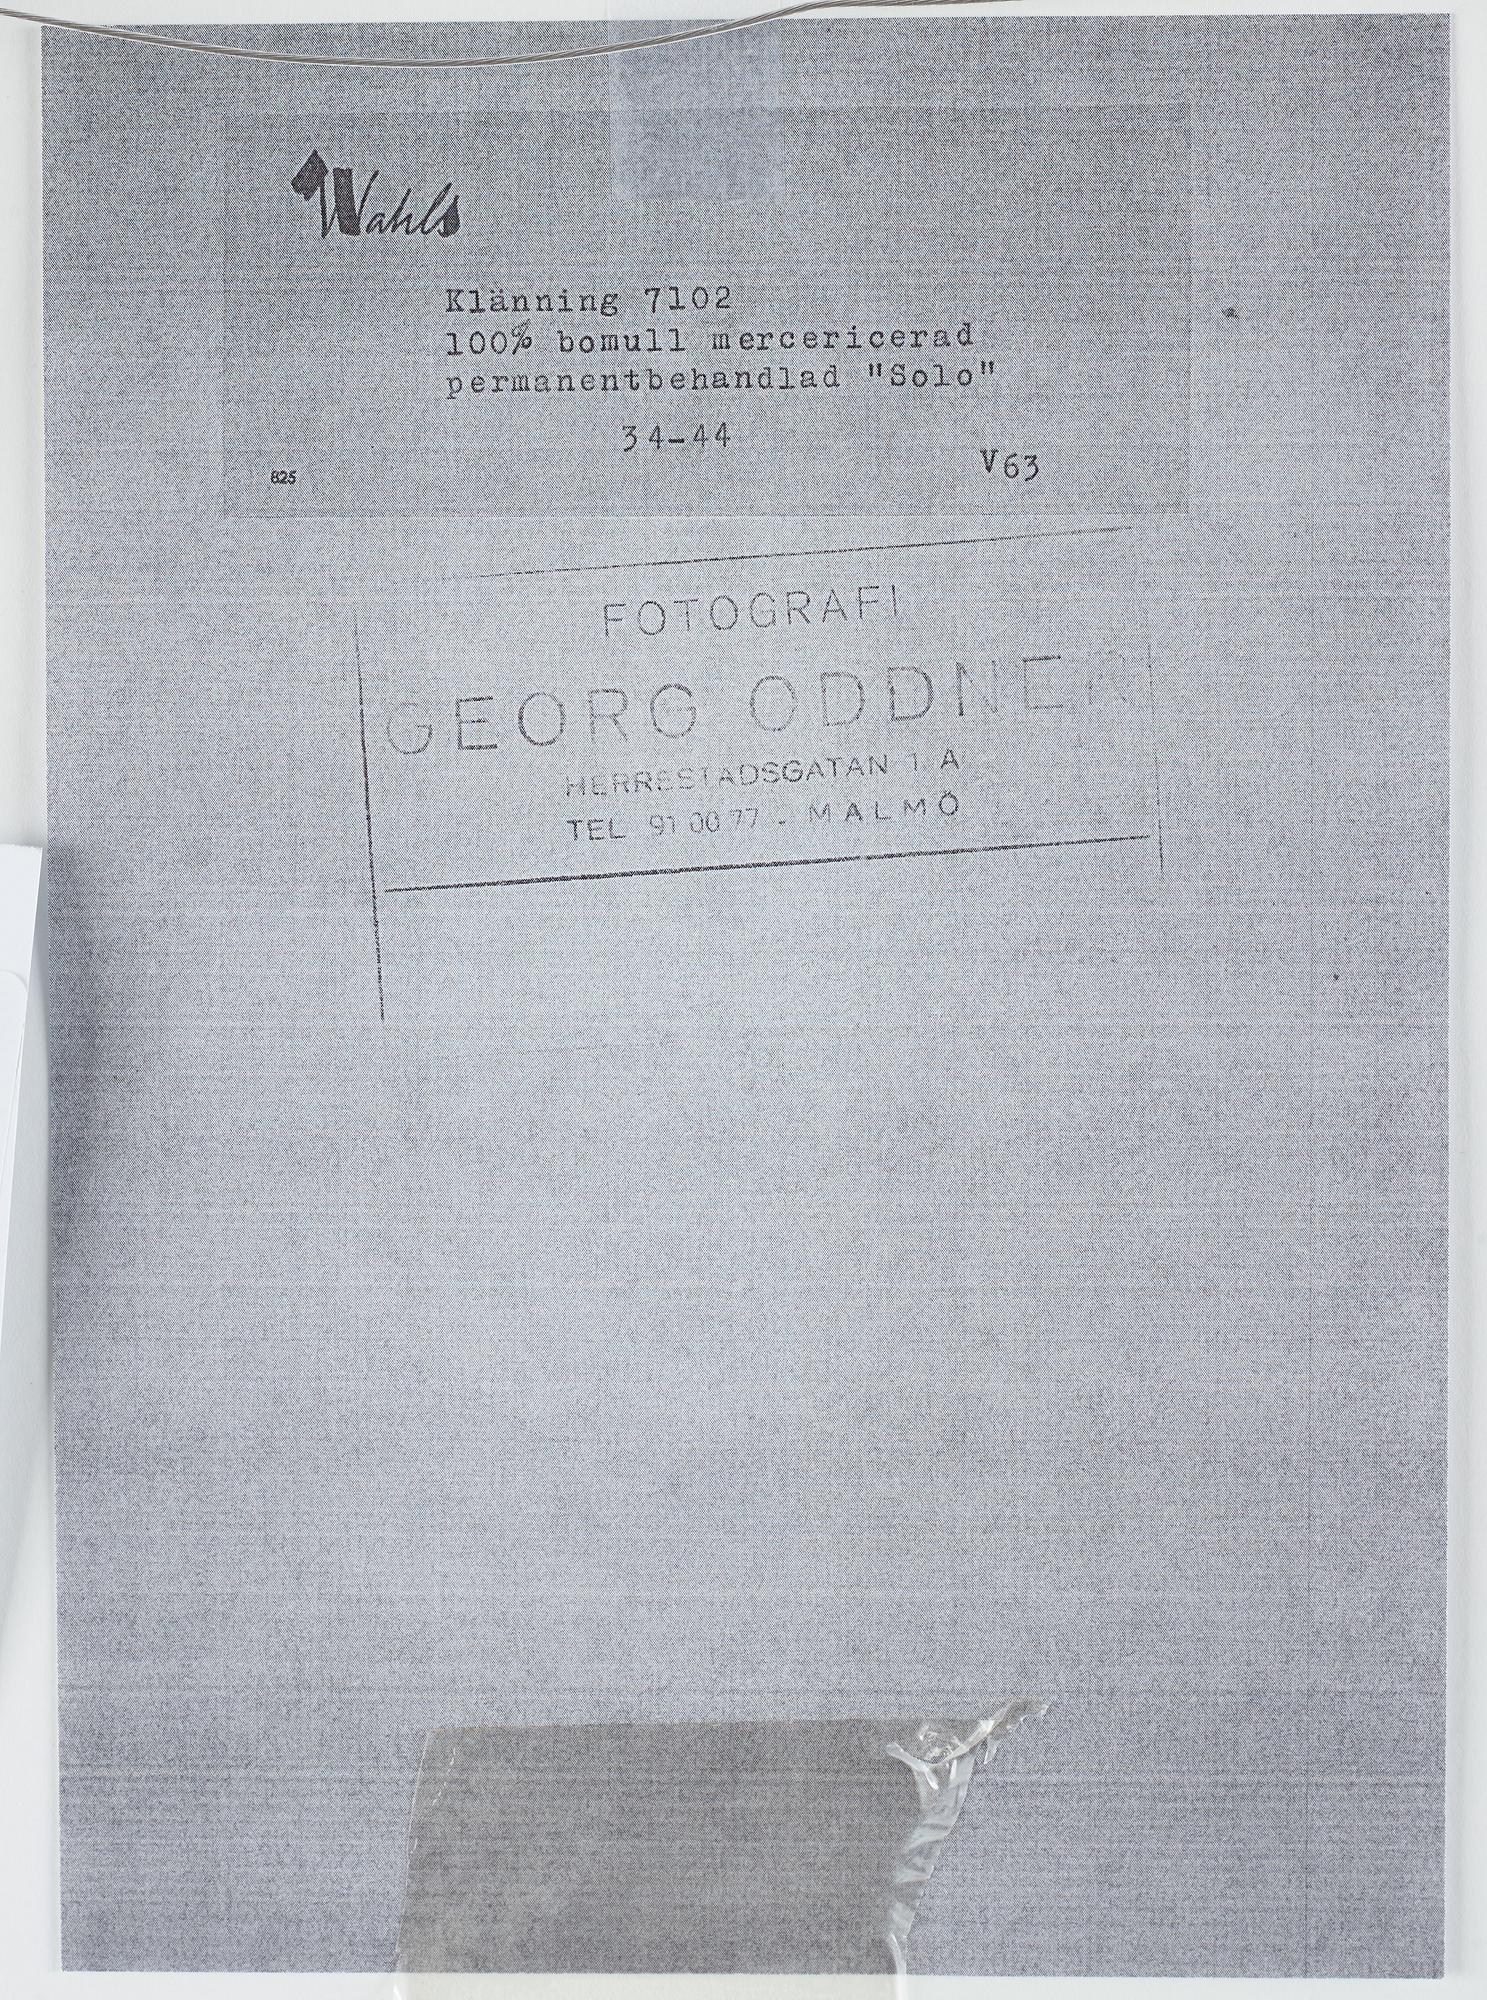 Wahls
Klänning 7102
100% bomull mercericerad
permanentbehandlad "Solo"
34-44
825
V63
FOTOGRAFI
GEORG ODDNER
HERRESTADSGATAN 1 A
TEL 91 00 77 - MALMÖ